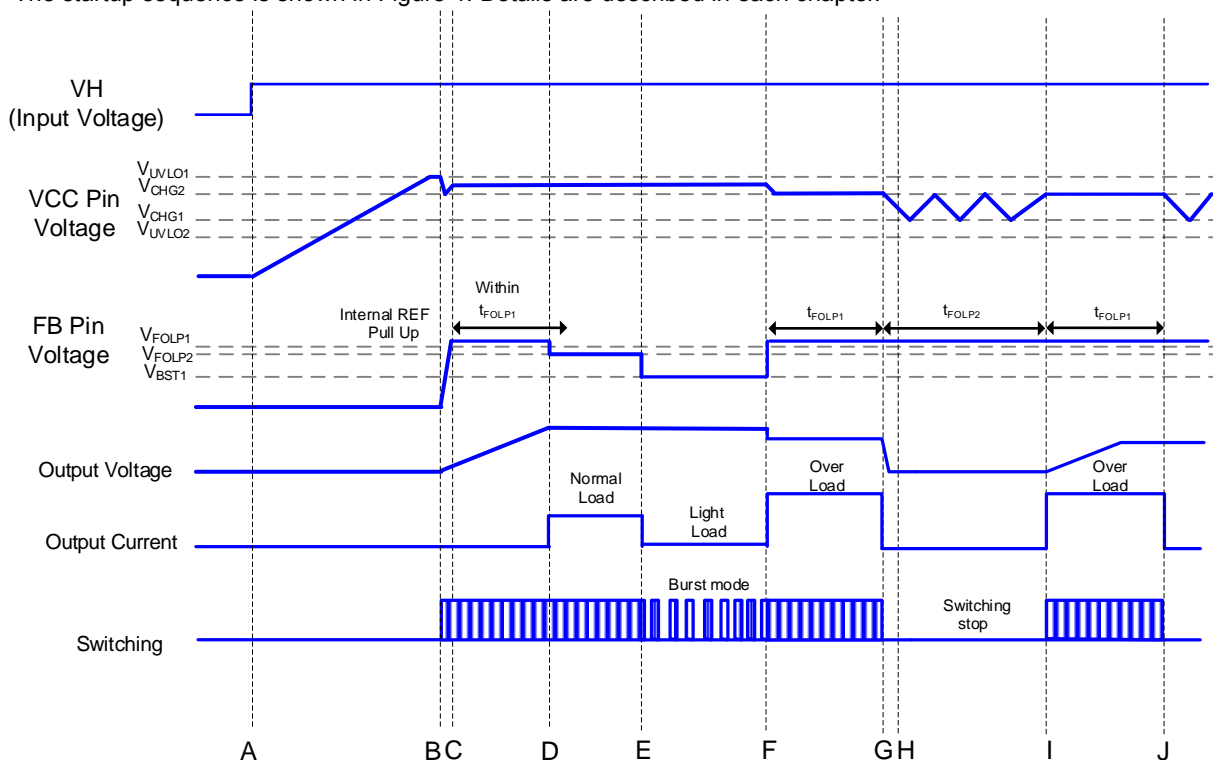 The startup sequence is shown in Figure 4. Details are described in each chapter.
VH
(Input Voltage)
VCC Pin
Voltage
VUVLO1
VCHG2
VCHG1
VUVLO2
FB Pin
Voltage
VFOLP1
VFOLP2
VBST1
Internal REF
Pull Up
Within
tFOLP1
tFOLP1
tFOLP2
tFOLP1
Output Voltage
Output Current
Normal
Load
Light
Load
Over
Load
Over
Load
Switching
Burst mode
Switching
stop
A B C D E F G H I J